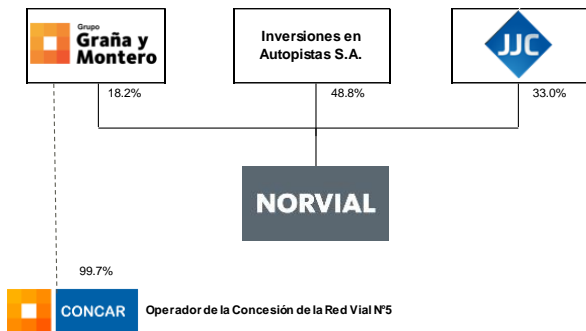 Grupo
Graña y
Montero
Inversiones en
Autopistas S.A.
JJC
18.2%
48.8%
33.0%
NORVIAL
99.7%
CONCAR
Operador de la Concesión de la Red Vial Nº5